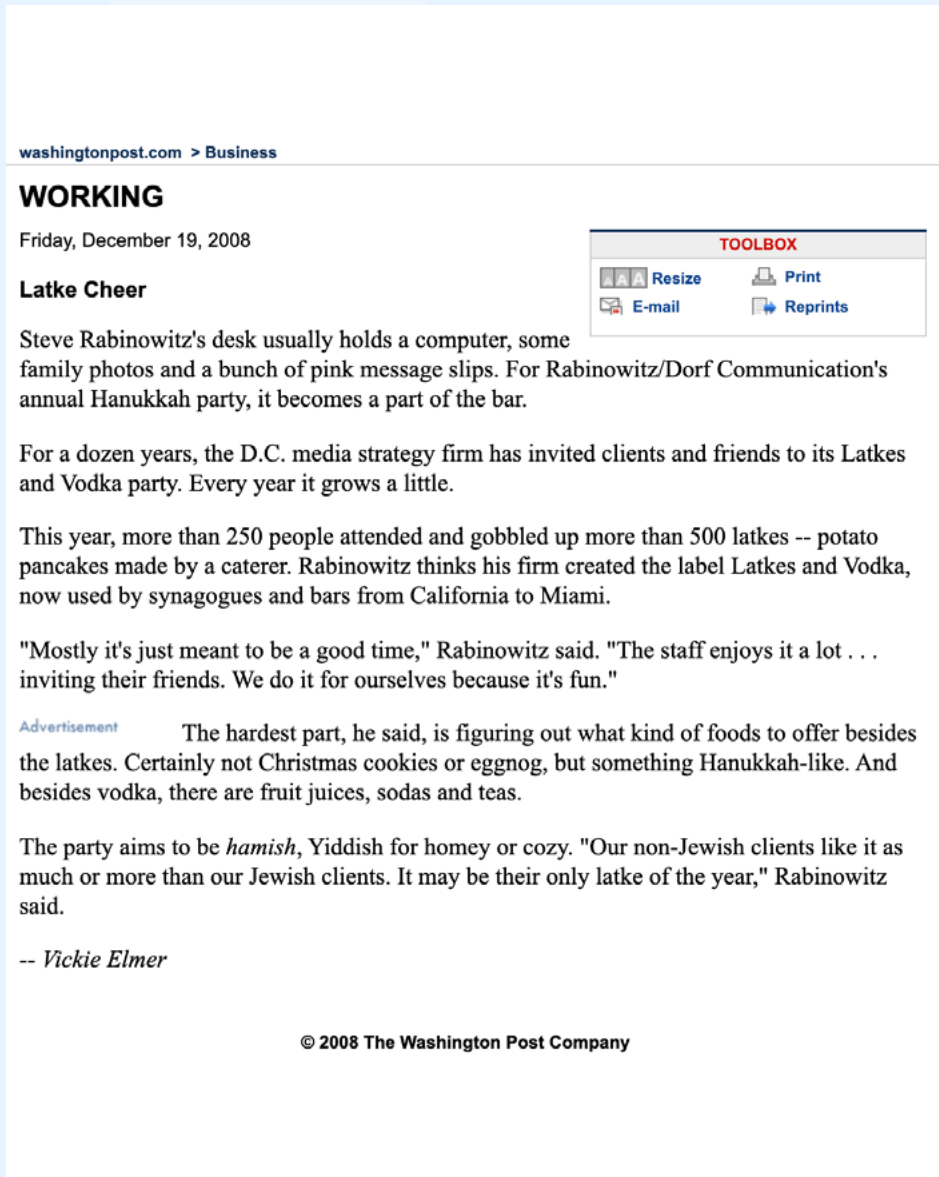 washingtonpost.com > Business
WORKING
Friday, December 19, 2008
TOOLBOX
AAA Resize
Print
E-mail
Reprints
Latke Cheer
Steve Rabinowitz's desk usually holds a computer, some
family photos and a bunch of pink message slips. For Rabinowitz/Dorf Communication's
annual Hanukkah party, it becomes a part of the bar.
For a dozen years, the D.C. media strategy firm has invited clients and friends to its Latkes
and Vodka party. Every year it grows a little.
This year, more than 250 people attended and gobbled up more than 500 latkes -- potato
pancakes made by a caterer. Rabinowitz thinks his firm created the label Latkes and Vodka,
now used by synagogues and bars from California to Miami.
"Mostly it's just meant to be a good time," Rabinowitz said. "The staff enjoys it a lot . . .
inviting their friends. We do it for ourselves because it's fun."
Advertisement The hardest part, he said, is figuring out what kind of foods to offer besides
the latkes. Certainly not Christmas cookies or eggnog, but something Hanukkah-like. And
besides vodka, there are fruit juices, sodas and teas.
The party aims to be hamish, Yiddish for homey or cozy. "Our non-Jewish clients like it as
much or more than our Jewish clients. It may be their only latke of the year," Rabinowitz
said.
-- Vickie Elmer
© 2008 The Washington Post Company